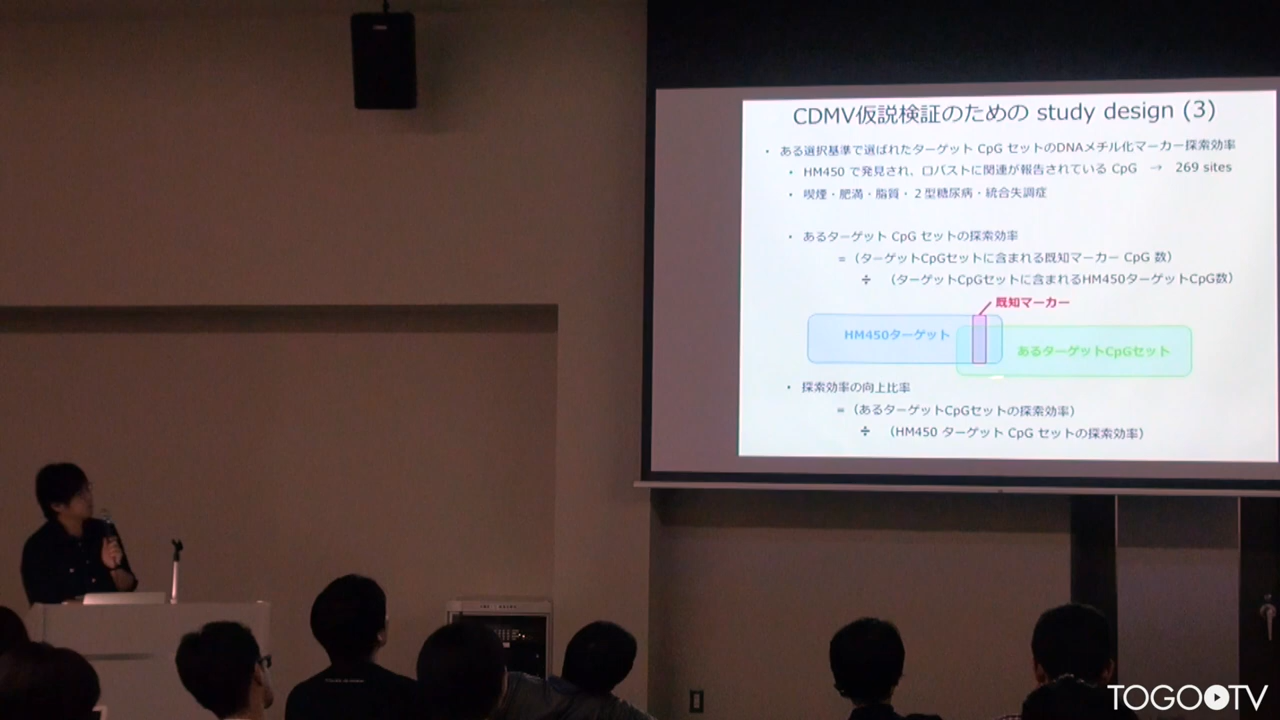 CDMV仮説検証のための study design (3)
・ ある選択基準で選ばれたターゲット CpG セットのDNAメチル化マーカー探索効率
・ HM450 で発見され、ロバストに関連が報告されている CpG → 269 sites
・ 喫煙・肥満・脂質・２型糖尿病・統合失調症
・ あるターゲット CpG セットの探索効率
＝（ターゲットCpGセットに含まれる既知マーカー CpG 数）
÷ （ターゲットCpGセットに含まれるHM450ターゲットCpG数）
既知マーカー
HM450ターゲット
あるターゲットCpGセット
・ 探索効率の向上比率
＝（あるターゲットCpGセットの探索効率）
÷ （HM450 ターゲット CpG セットの探索効率）
TOGOTV